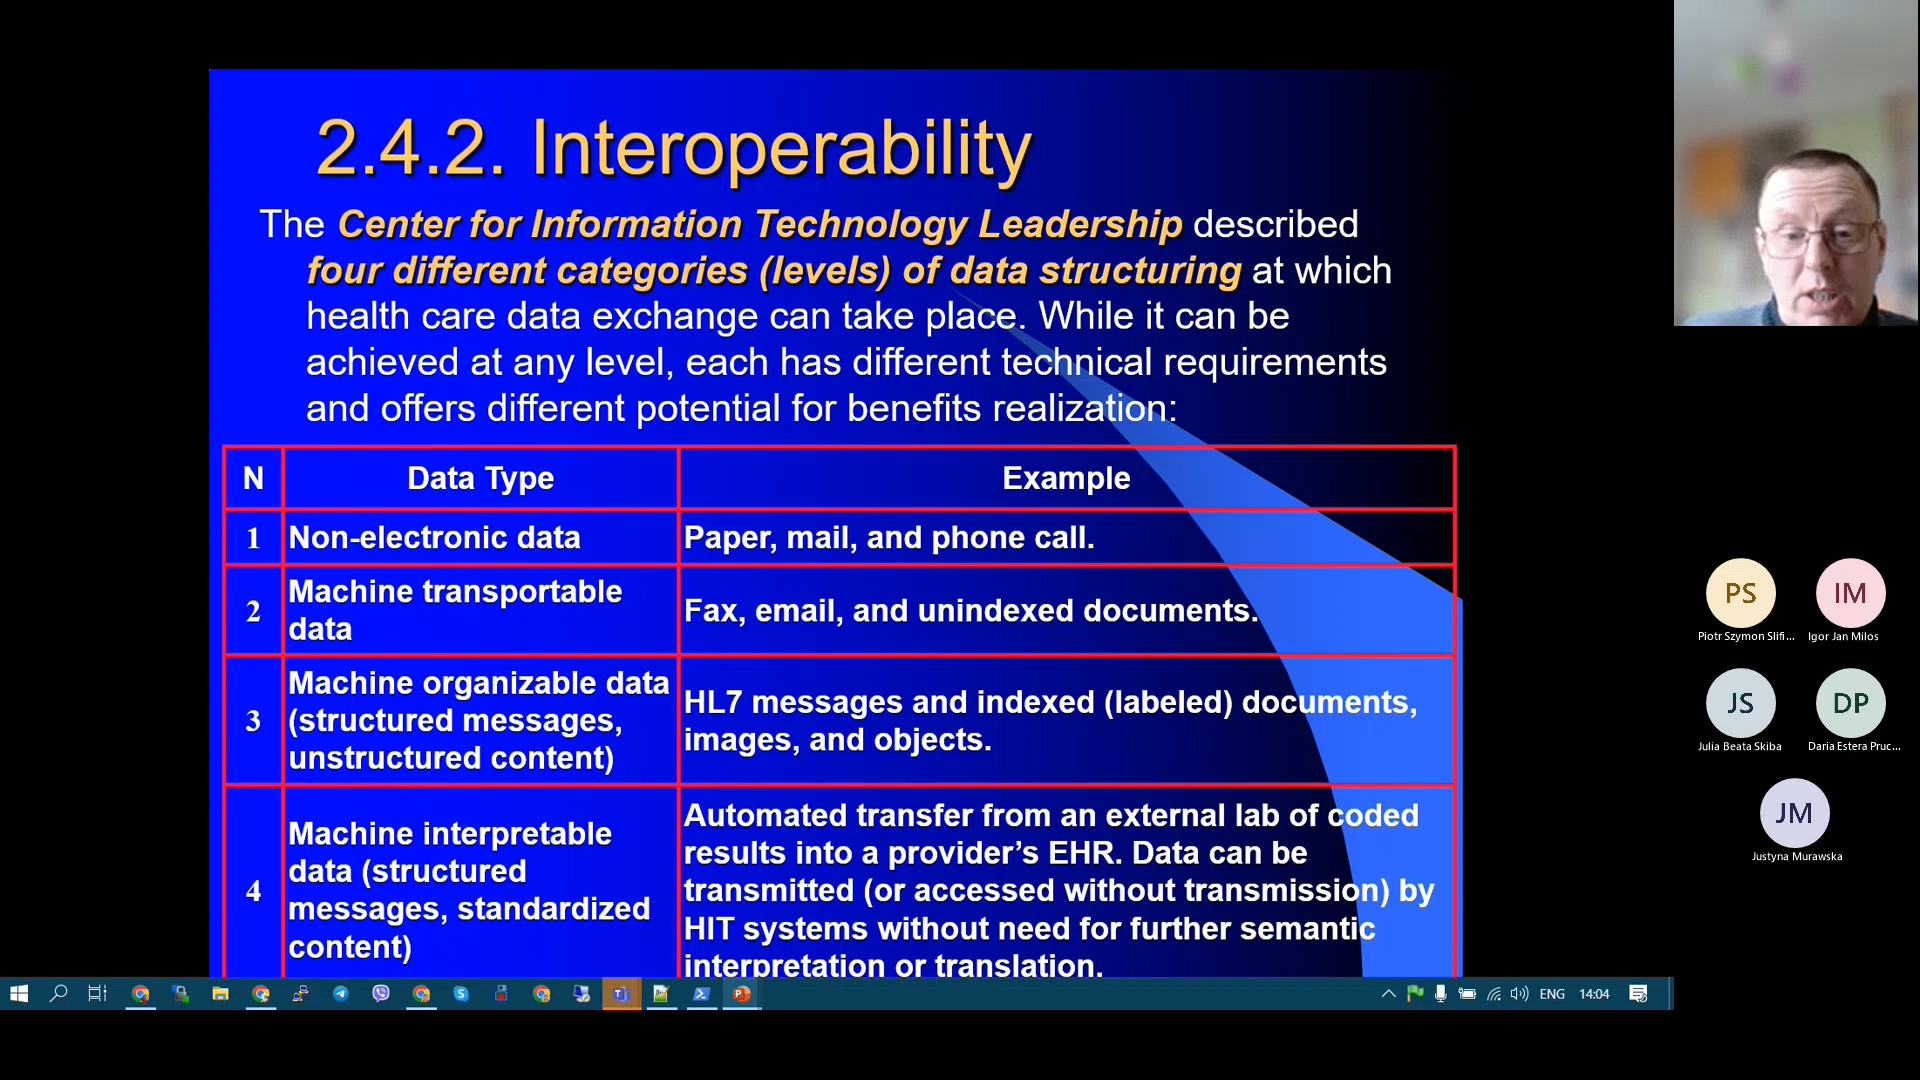 2.4.2. Interoperability
The Center for Information Technology Leadership described
four different categories (levels) of data structuring at which
health care data exchange can take place. While it can be
achieved at any level, each has different technical requirements
and offers different potential for benefits realization:
N Data Type Example
1 Non-electronic data Paper, mail, and phone call.
2 Machine transportable
data
Fax, email, and unindexed documents.
3 Machine organizable data
(structured messages,
unstructured content)
HL7 messages and indexed (labeled) documents,
images, and objects.
4 Machine interpretable
data (structured
messages, standardized
content)
Automated transfer from an external lab of coded
results into a provider’s EHR. Data can be
transmitted (or accessed without transmission) by
HIT systems without need for further semantic
interpretation or translation.
PS IM
Piotr Szymon Slifi... Igor Jan Milos
JS DP
Julia Beata Skiba Daria Estera Pruc...
JM
Justyna Murawska
ENG 14:04